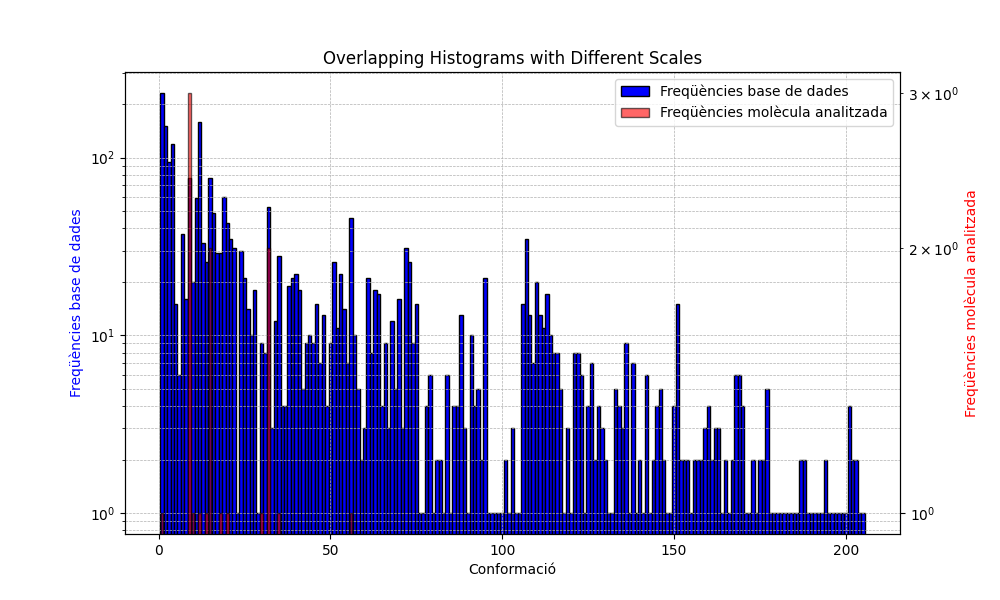 Overlapping Histograms with Different Scales
Freqüències base de dades
Freqüències molècula analitzada
10²
10¹
10⁰
3 × 10⁰
2 × 10⁰
10⁰
Freqüències base de dades
Freqüències molècula analitzada
0 50 100 150 200
Conformació